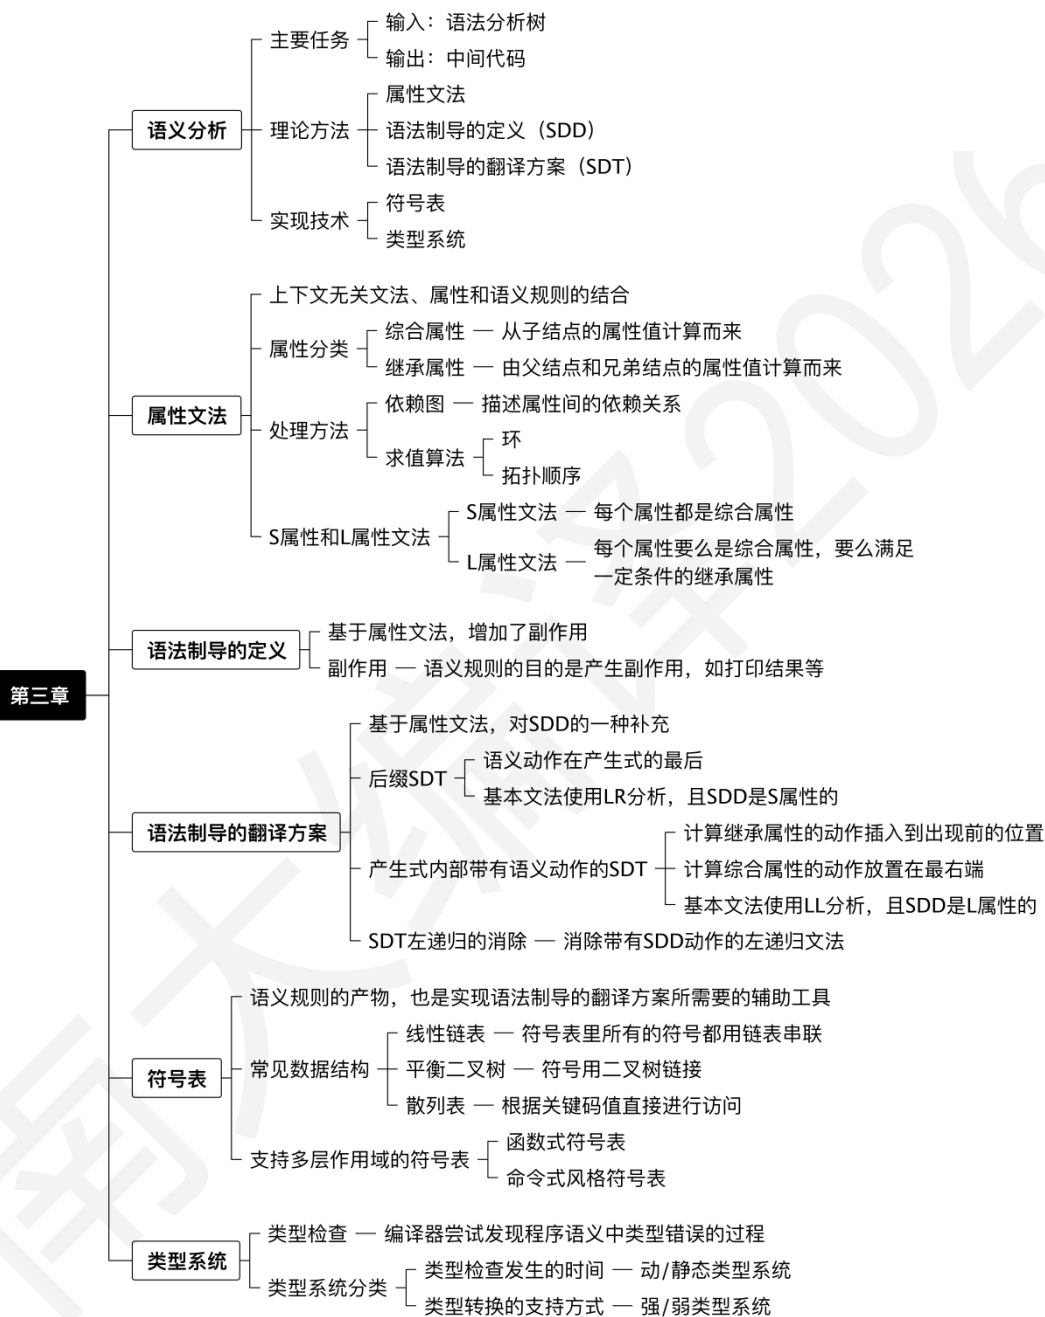 第三章
语义分析
主要任务
输入：语法分析树
输出：中间代码
理论方法
属性文法
语法制导的定义（SDD）
语法制导的翻译方案（SDT）
实现技术
符号表
类型系统
属性文法
上下文无关文法、属性和语义规则的结合
属性分类
综合属性 — 从子结点的属性值计算而来
继承属性 — 由父结点和兄弟结点的属性值计算而来
处理方法
依赖图 — 描述属性间的依赖关系
求值算法
环
拓扑顺序
S属性和L属性文法
S属性文法 — 每个属性都是综合属性
L属性文法 — 每个属性要么是综合属性，要么满足
一定条件的继承属性
语法制导的定义
基于属性文法，增加了副作用
副作用 — 语义规则的目的是产生副作用，如打印结果等
语法制导的翻译方案
基于属性文法，对SDD的一种补充
后缀SDT
语义动作在产生式的最后
基本文法使用LR分析，且SDD是S属性的
产生式内部带有语义动作的SDT
计算继承属性的动作插入到出现前的位置
计算综合属性的动作放置在最右端
基本文法使用LL分析，且SDD是L属性的
SDT左递归的消除 — 消除带有SDD动作的左递归文法
符号表
语义规则的产物，也是实现语法制导的翻译方案所需要的辅助工具
常见数据结构
线性链表 — 符号表里所有的符号都用链表串联
平衡二叉树 — 符号用二叉树链接
散列表 — 根据关键码值直接进行访问
支持多层作用域的符号表
函数式符号表
命令式风格符号表
类型系统
类型检查 — 编译器尝试发现程序语义中类型错误的过程
类型系统分类
类型检查发生的时间 — 动/静态类型系统
类型转换的支持方式 — 强/弱类型系统
南大编译2026